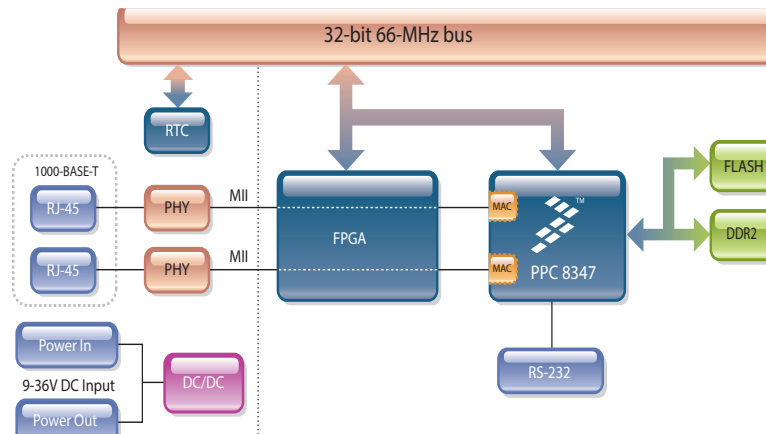 32-bit 66-MHz bus
RTC
1000-BASE-T
RJ-45
PHY
MII
FPGA
MAC
TM
PPC 8347
FLASH
DDR2
RJ-45
PHY
MII
MAC
RS-232
Power In
9-36V DC Input
DC/DC
Power Out